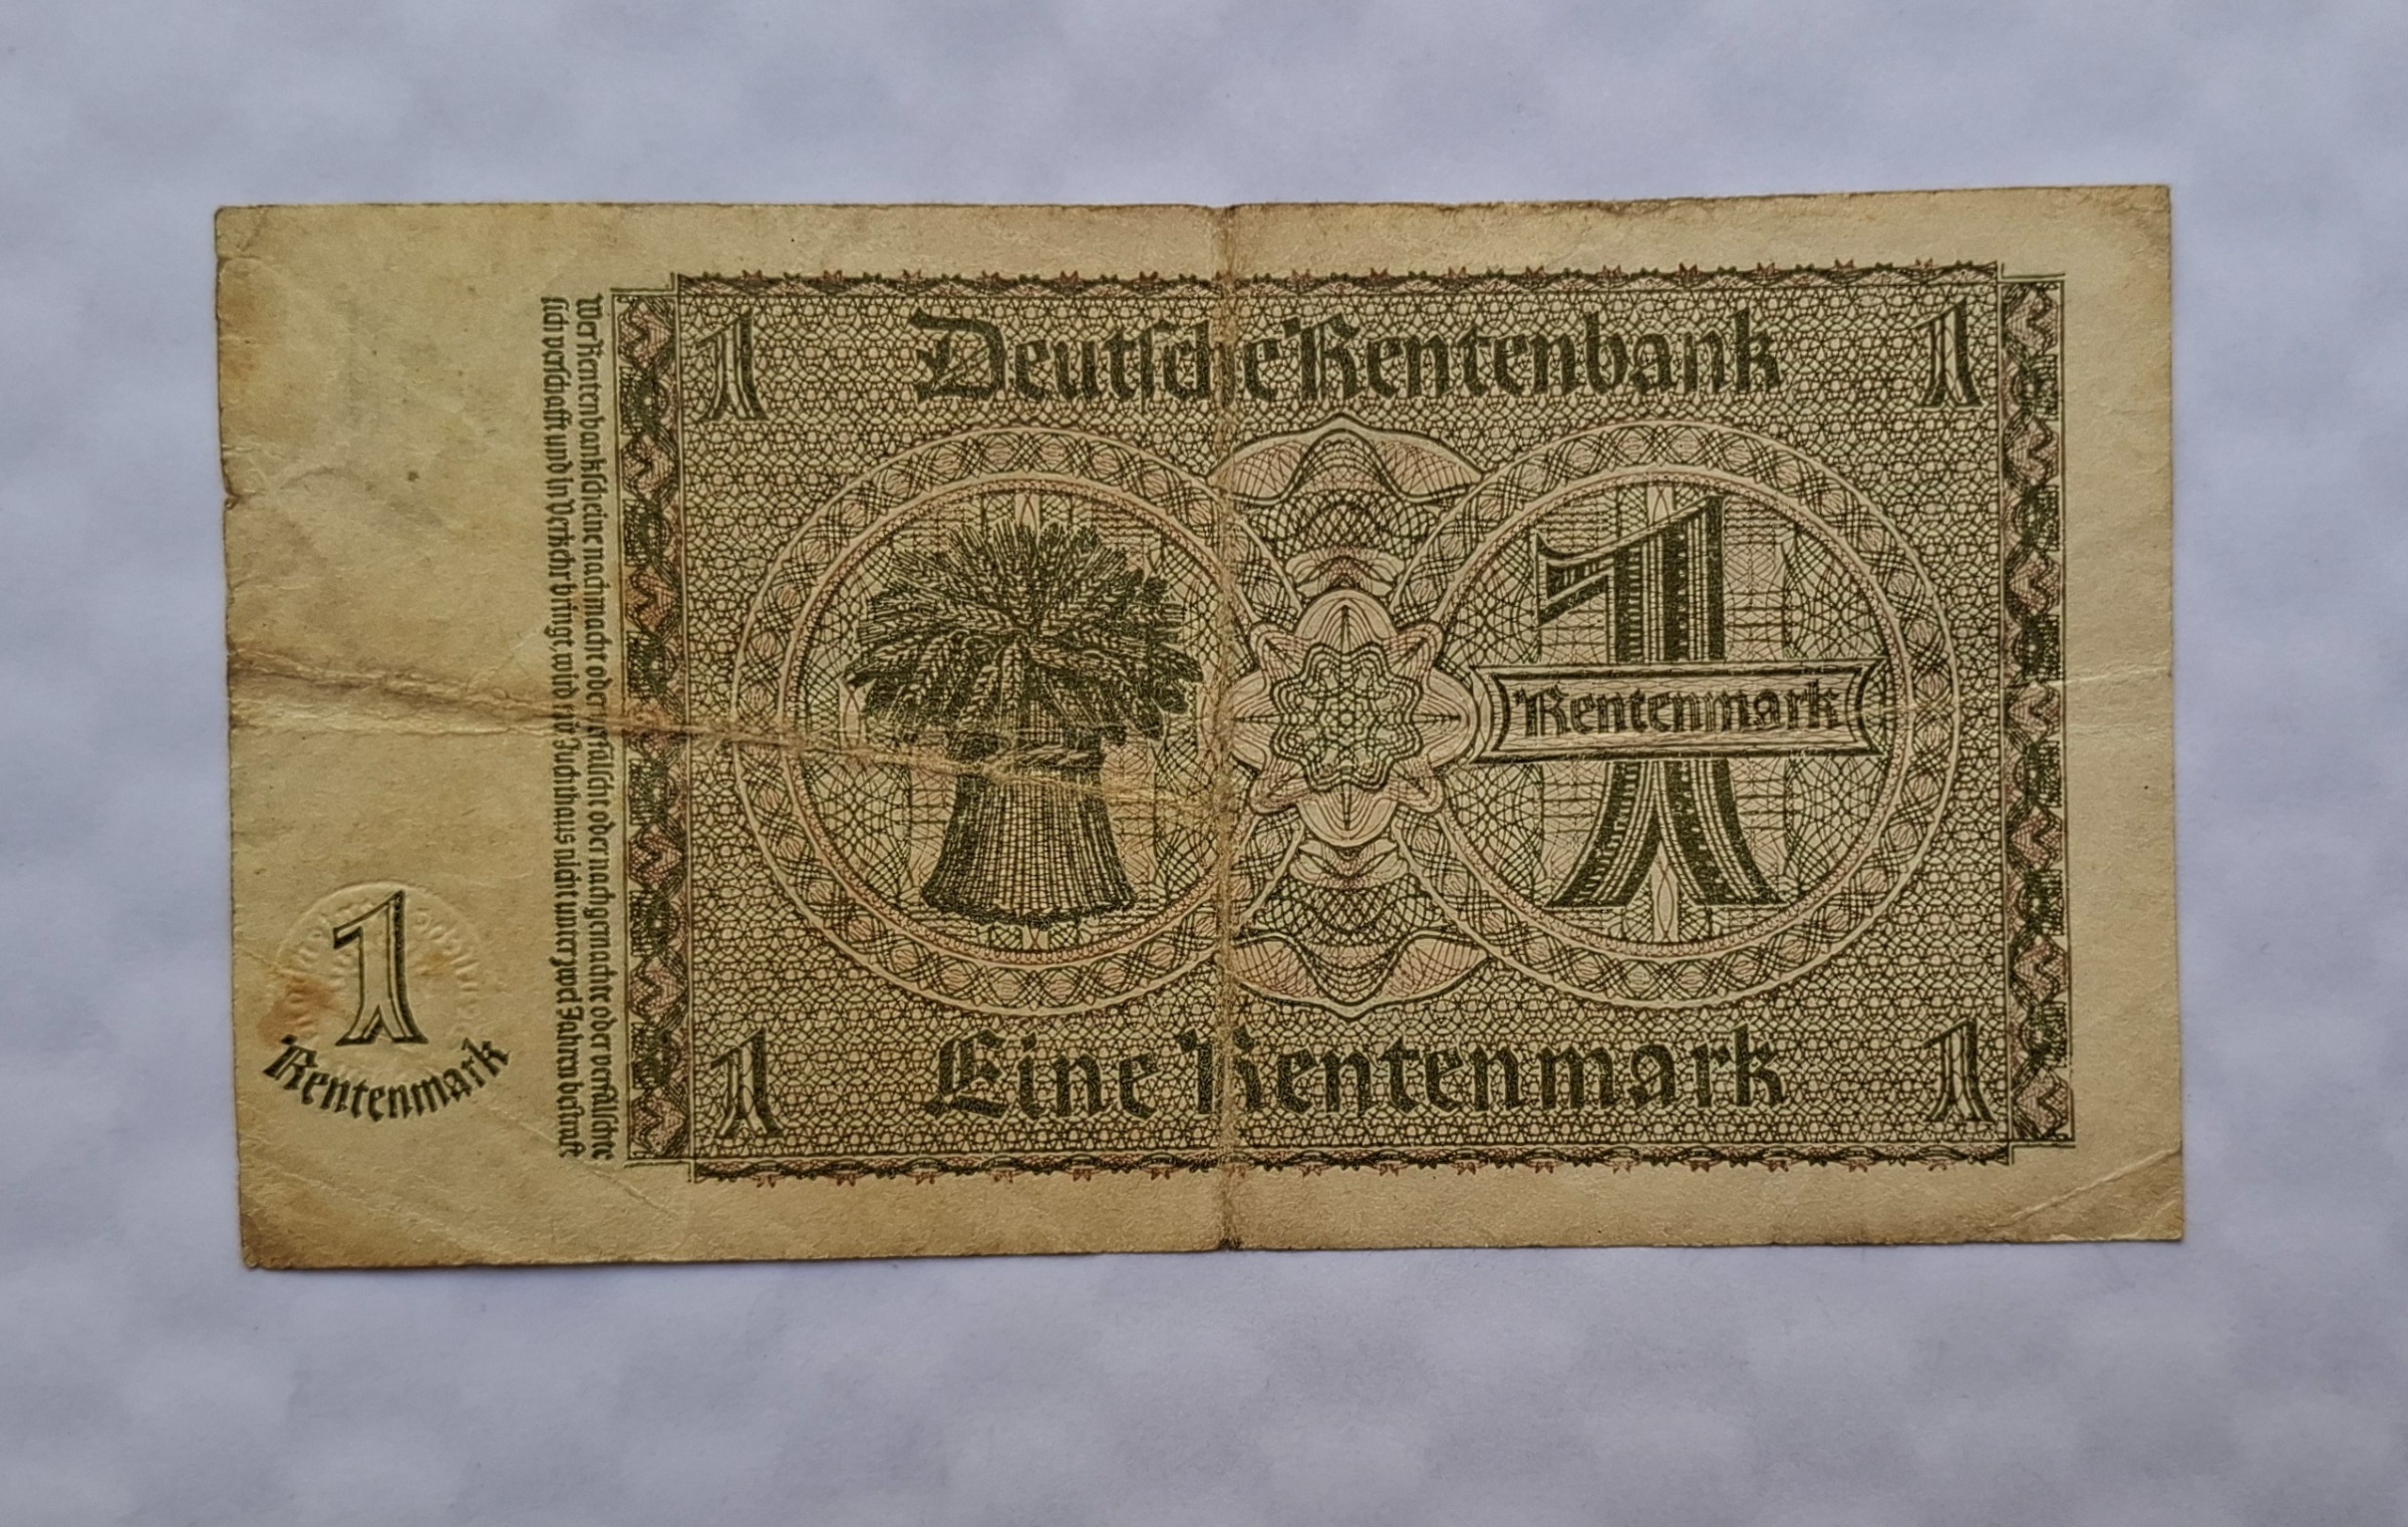 Wer Rentenbankscheine nachmacht oder verfälscht oder nachgemachte oder verfälschte
sich verschafft und in Verkehr bringt, wird mit Zuchthaus nicht unter zwei Jahren bestraft
1
Rentenmark
1 Deutsche Rentenbank 1
1
Rentenmark
1 Eine Rentenmark 1